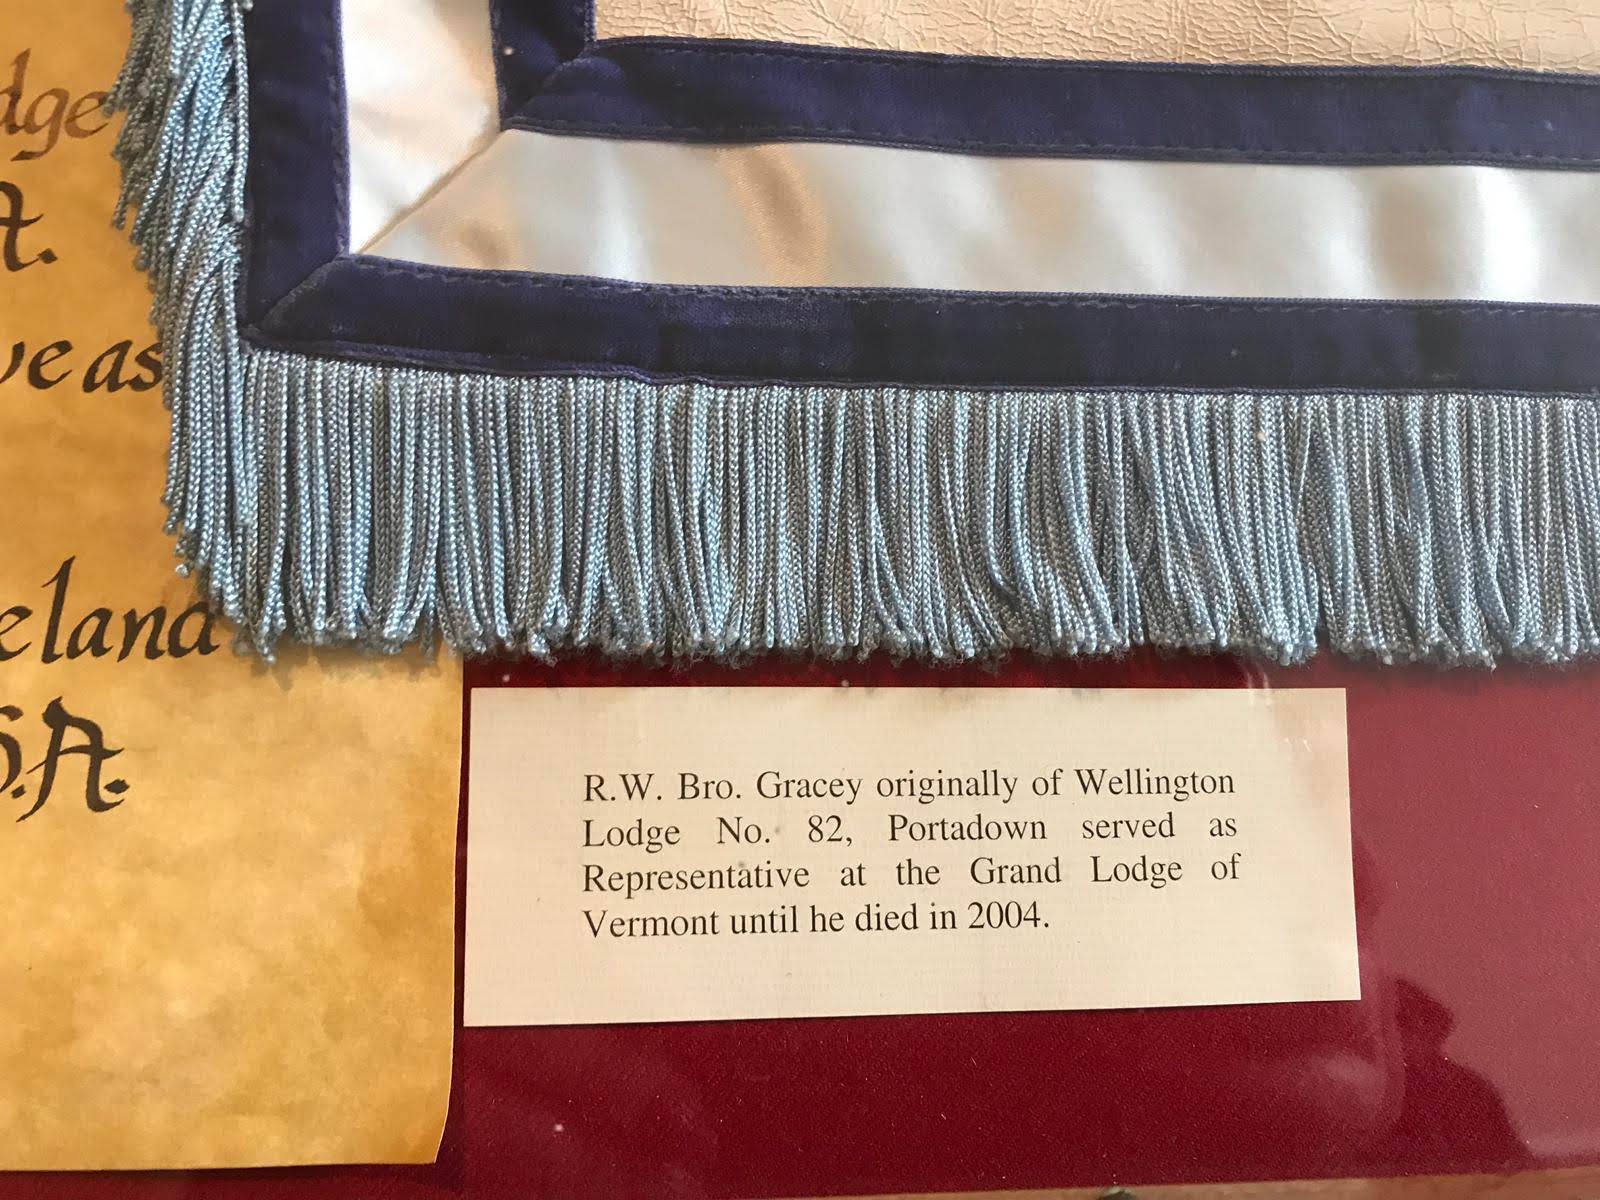 A.
R.W. Bro. Gracey originally of Wellington
Lodge No. 82, Portadown served as
Representative at the Grand Lodge of
Vermont until he died in 2004.